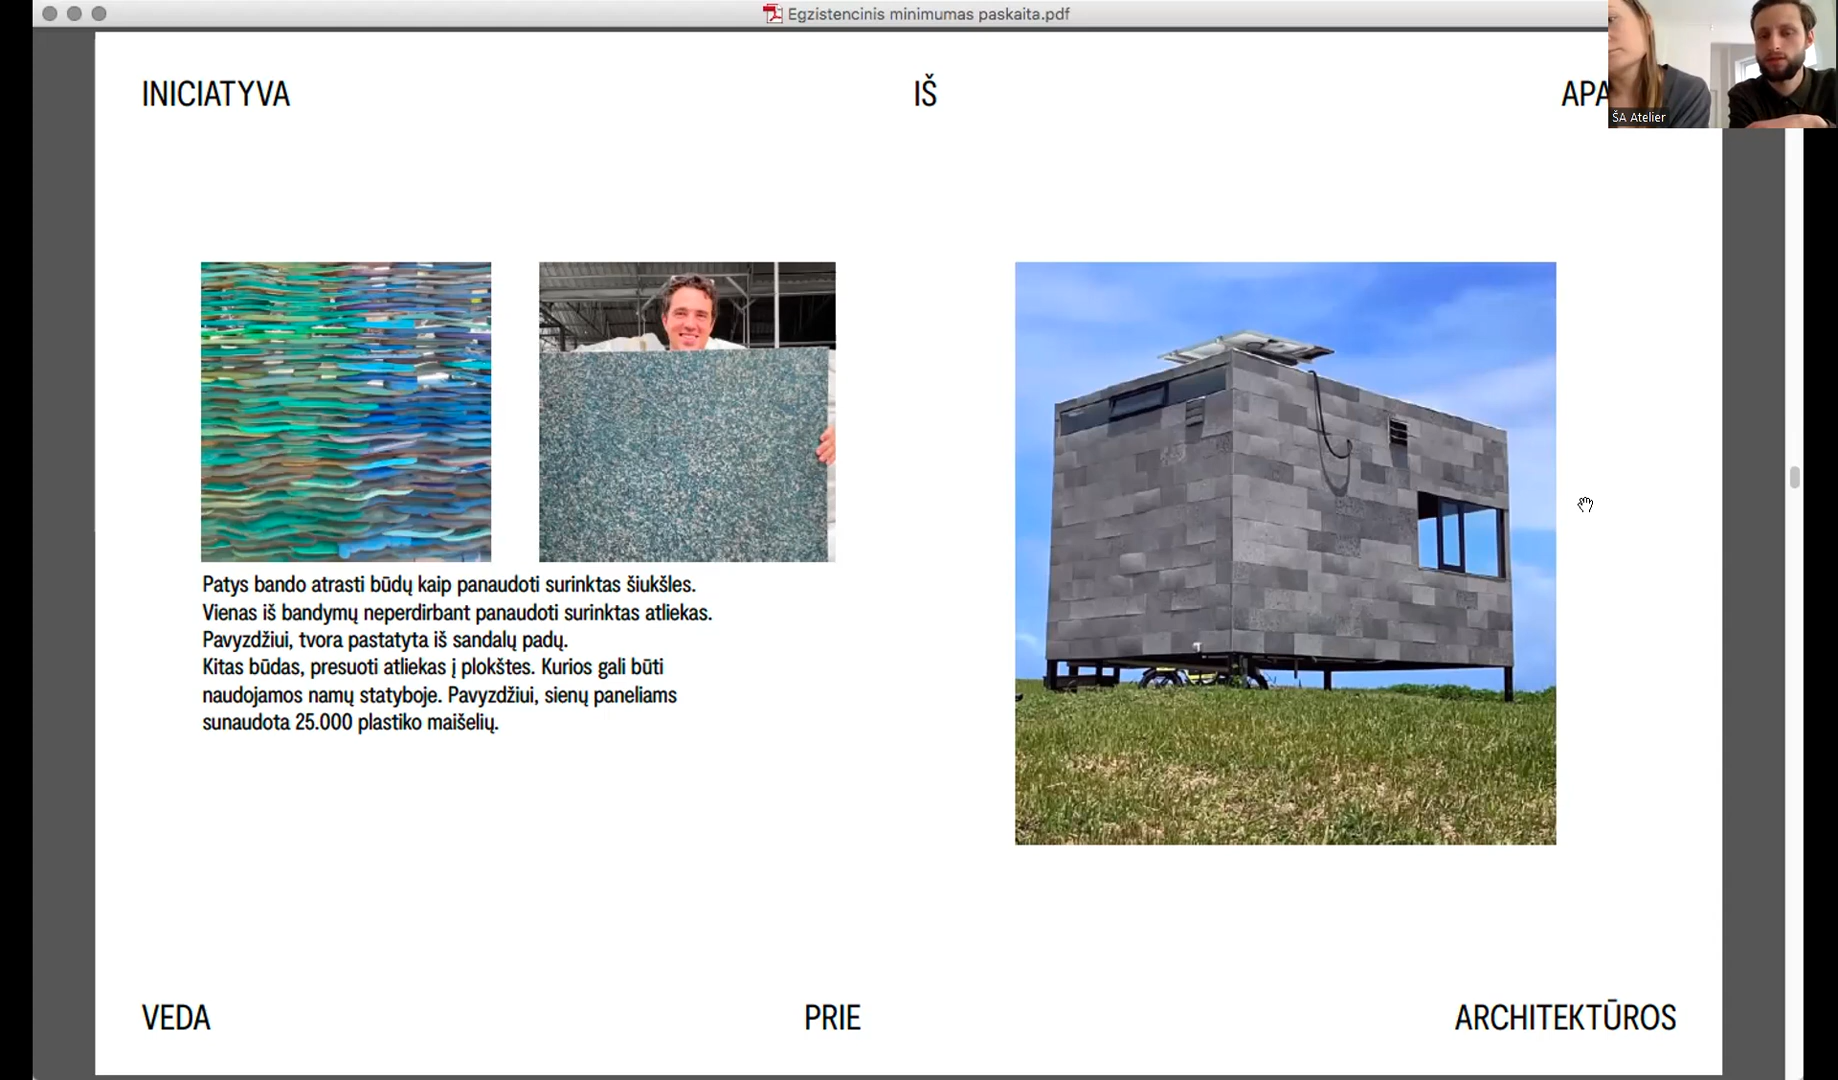 Egzistencinis minimumas paskaita.pdf
INICIATYVA IŠ APA
ŠA Atelier
Patys bando atrasti būdų kaip panaudoti surinktas šiukšles.
Vienas iš bandymų neperdirbant panaudoti surinktas atliekas.
Pavyzdžiui, tvora pastatyta iš sandalų padų.
Kitas būdas, presuoti atliekas į plokštes. Kurios gali būti
naudojamos namų statyboje. Pavyzdžiui, sienų paneliams
sunaudota 25.000 plastiko maišelių.
VEDA PRIE ARCHITEKTŪROS